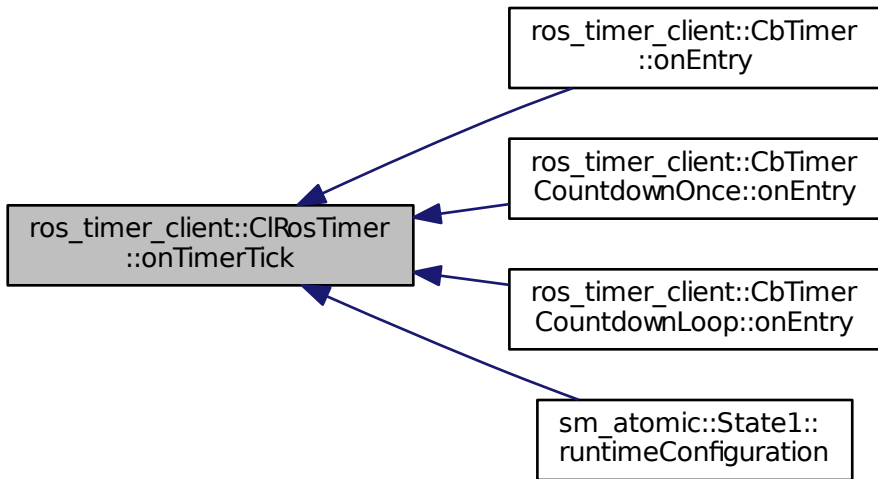 ros_timer_client::CbTimer
::onEntry
ros_timer_client::CbTimer
CountdownOnce::onEntry
ros_timer_client::ClRosTimer
::onTimerTick
ros_timer_client::CbTimer
CountdownLoop::onEntry
sm_atomic::State1::
runtimeConfiguration